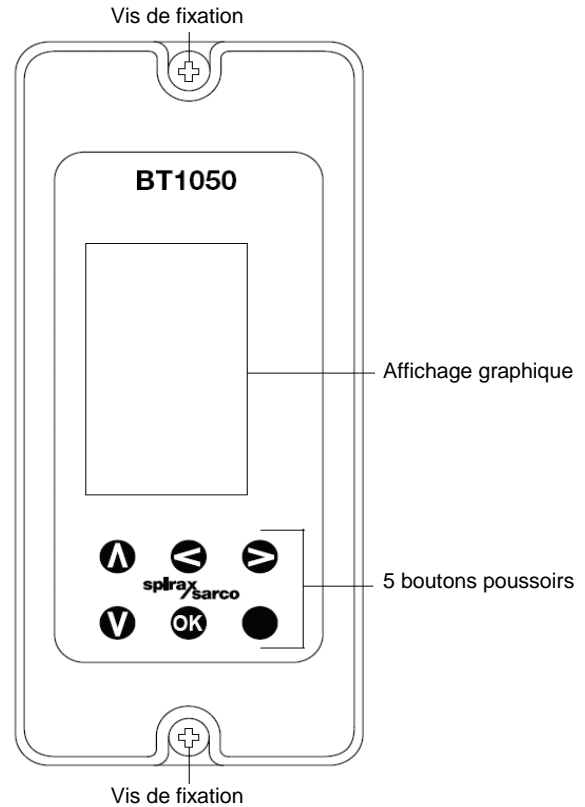 Vis de fixation
BT1050
Affichage graphique
5 boutons poussoirs
spirax
sarco
OK
Vis de fixation